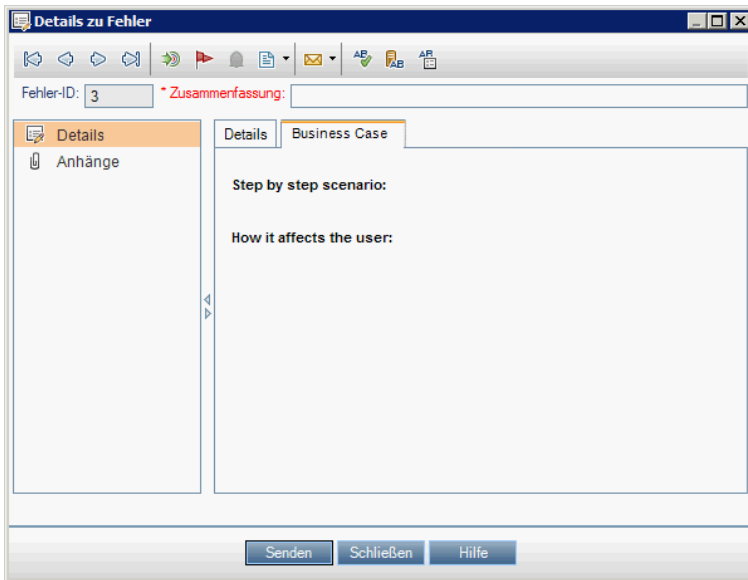 Details zu Fehler
Fehler-ID: 3 * Zusammenfassung:
Details
Anhänge
Details Business Case
Step by step scenario:
How it affects the user:
Senden Schließen Hilfe